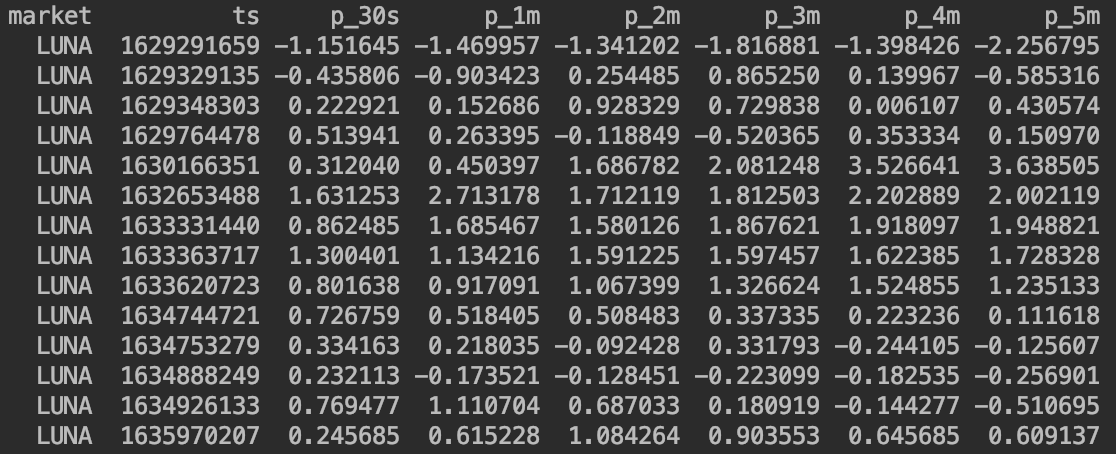 market ts p_30s p_1m p_2m p_3m p_4m p_5m
LUNA 1629291659 -1.151645 -1.469957 -1.341202 -1.816881 -1.398426 -2.256795
LUNA 1629329135 -0.435806 -0.903423 0.254485 0.865250 0.139967 -0.585316
LUNA 1629348303 0.222921 0.152686 0.928329 0.729838 0.006107 0.430574
LUNA 1629764478 0.513941 0.263395 -0.118849 -0.520365 0.353334 0.150970
LUNA 1630166351 0.312040 0.450397 1.686782 2.081248 3.526641 3.638505
LUNA 1632653488 1.631253 2.713178 1.712119 1.812503 2.202889 2.002119
LUNA 1633331440 0.862485 1.685467 1.580126 1.867621 1.918097 1.948821
LUNA 1633363717 1.300401 1.134216 1.591225 1.597457 1.622385 1.728328
LUNA 1633620723 0.801638 0.917091 1.067399 1.326624 1.524855 1.235133
LUNA 1634744721 0.726759 0.518405 0.508483 0.337335 0.223236 0.111618
LUNA 1634753279 0.334163 0.218035 -0.092428 0.331793 -0.244105 -0.125607
LUNA 1634888249 0.232113 -0.173521 -0.128451 -0.223099 -0.182535 -0.256901
LUNA 1634926133 0.769477 1.110704 0.687033 0.180919 -0.144277 -0.510695
LUNA 1635970207 0.245685 0.615228 1.084264 0.903553 0.645685 0.609137